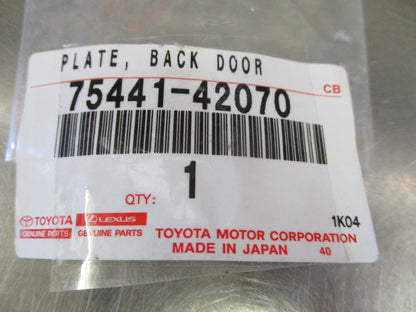 PLATE, BACK DOOR
CB
75441-42070
QTY: 1
1K04
TOYOTA LEXUS
GENUINE PARTS GENUINE PARTS
TOYOTA MOTOR CORPORATION
MADE IN JAPAN 40